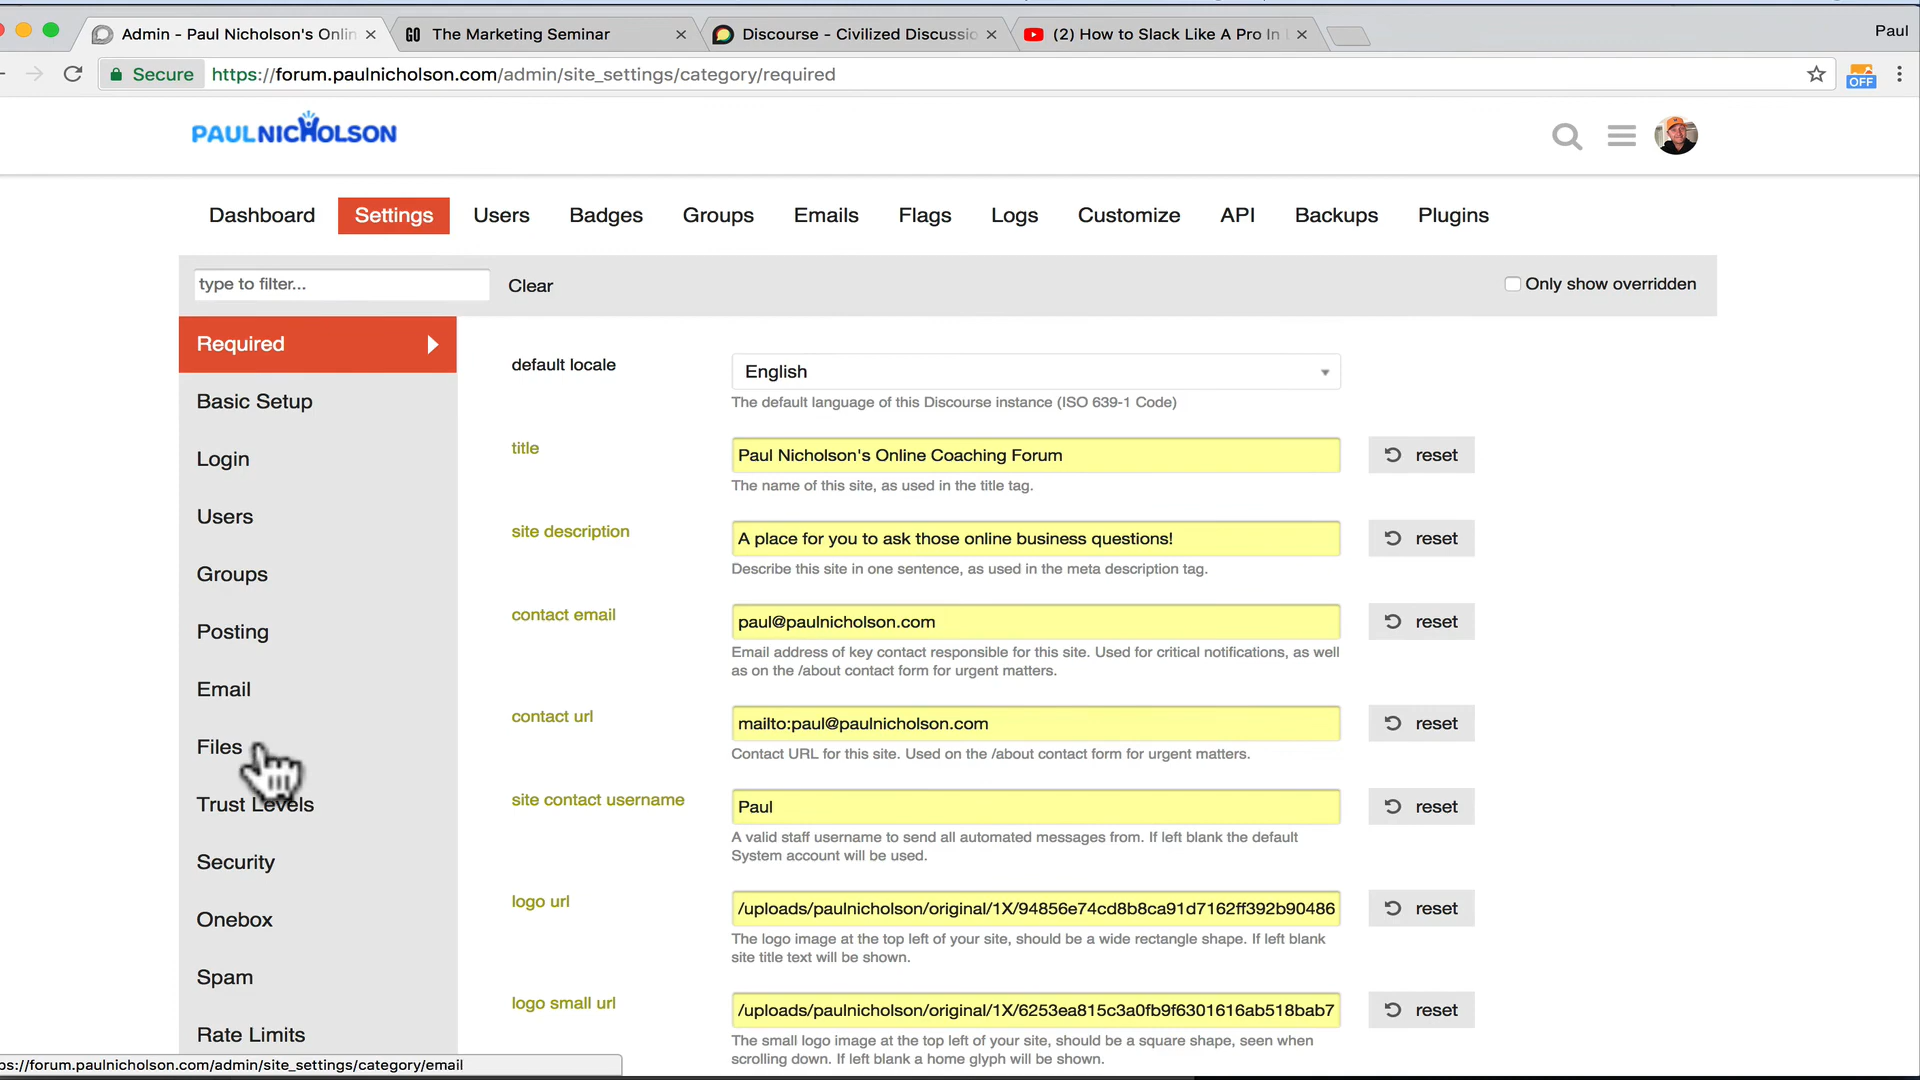 Admin - Paul Nicholson's Onlin
The Marketing Seminar
Discourse - Civilized Discussio
(2) How to Slack Like A Pro In
Paul
Secure
https://forum.paulnicholson.com/admin/site_settings/category/required
OFF
PAULNICHOLSON
Dashboard
Settings
Users
Badges
Groups
Emails
Flags
Logs
Customize
API
Backups
Plugins
type to filter...
Clear
Only show overridden
Required
Basic Setup
Login
Users
Groups
Posting
Email
Files
Trust Levels
Security
Onebox
Spam
Rate Limits
default locale
English
The default language of this Discourse instance (ISO 639-1 Code)
title
Paul Nicholson's Online Coaching Forum
reset
The name of this site, as used in the title tag.
site description
A place for you to ask those online business questions!
reset
Describe this site in one sentence, as used in the meta description tag.
contact email
paul@paulnicholson.com
reset
Email address of key contact responsible for this site. Used for critical notifications, as well
as on the /about contact form for urgent matters.
contact url
mailto:paul@paulnicholson.com
reset
Contact URL for this site. Used on the /about contact form for urgent matters.
site contact username
Paul
reset
A valid staff username to send all automated messages from. If left blank the default
System account will be used.
logo url
/uploads/paulnicholson/original/1X/94856e74cd8b8ca91d7162ff392b90486
reset
The logo image at the top left of your site, should be a wide rectangle shape. If left blank
site title text will be shown.
logo small url
/uploads/paulnicholson/original/1X/6253ea815c3a0fb9f6301616ab518bab7
reset
The small logo image at the top left of your site, should be a square shape, seen when
scrolling down. If left blank a home glyph will be shown.
ps://forum.paulnicholson.com/admin/site_settings/category/email